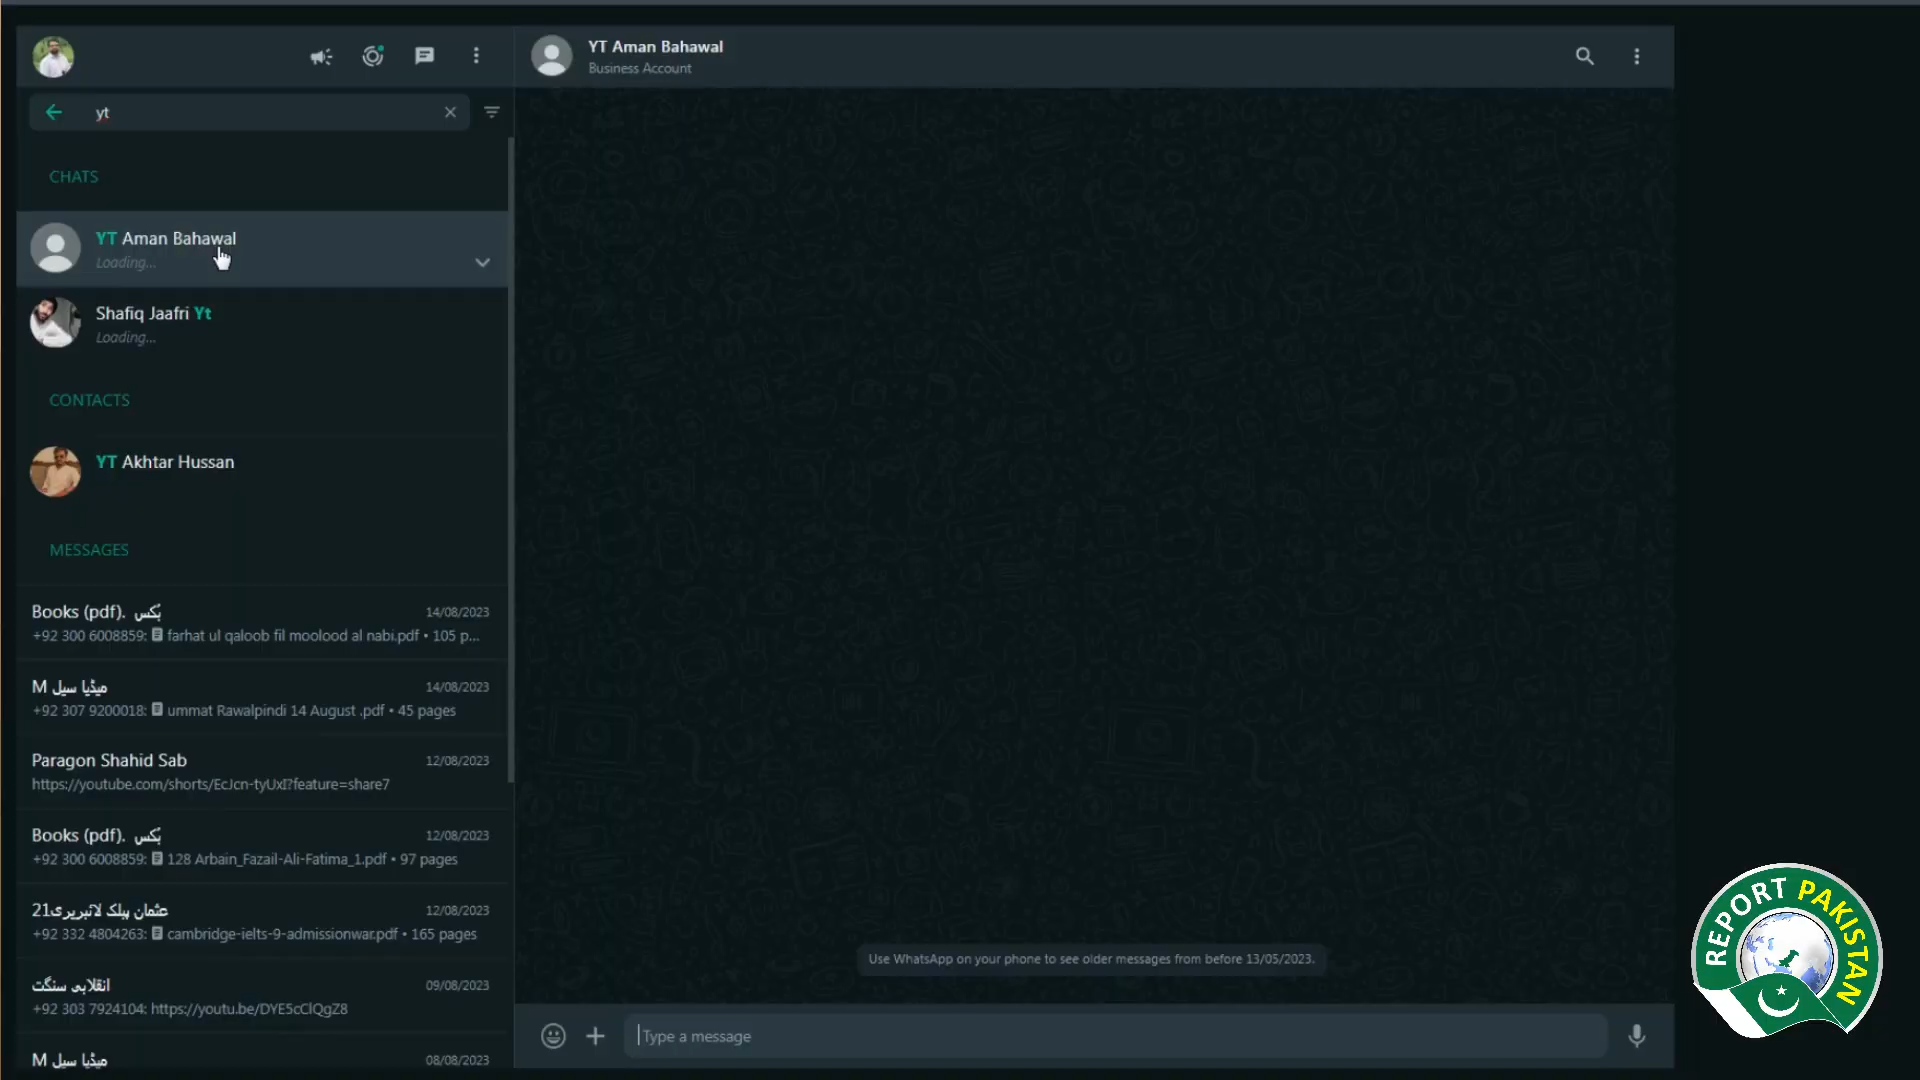 yt
CHATS
YT Aman Bahawal
Loading...
Shafiq Jaafri Yt
Loading...
CONTACTS
YT Akhtar Hussan
MESSAGES
Books (pdf). بُکس 14/08/2023
+92 300 6008859: farhat ul qaloob fil moolood al nabi.pdf • 105 p...
M میڈیا سیل 14/08/2023
+92 307 9200018: ummat Rawalpindi 14 August .pdf • 45 pages
Paragon Shahid Sab 12/08/2023
https://youtube.com/shorts/EcJcn-tyUxI?feature=share7
Books (pdf). بُکس 12/08/2023
+92 300 6008859: 128 Arbain_Fazail-Ali-Fatima_1.pdf • 97 pages
عثمان پبلک لائبریری21 12/08/2023
+92 332 4804263: cambridge-ielts-9-admissionwar.pdf • 165 pages
انقلابی سنگت 09/08/2023
+92 303 7924104: https://youtu.be/DYE5cClQgZ8
M میڈیا سیل 08/08/2023
YT Aman Bahawal
Business Account
Use WhatsApp on your phone to see older messages from before 13/05/2023.
Type a message
REPORT PAKISTAN